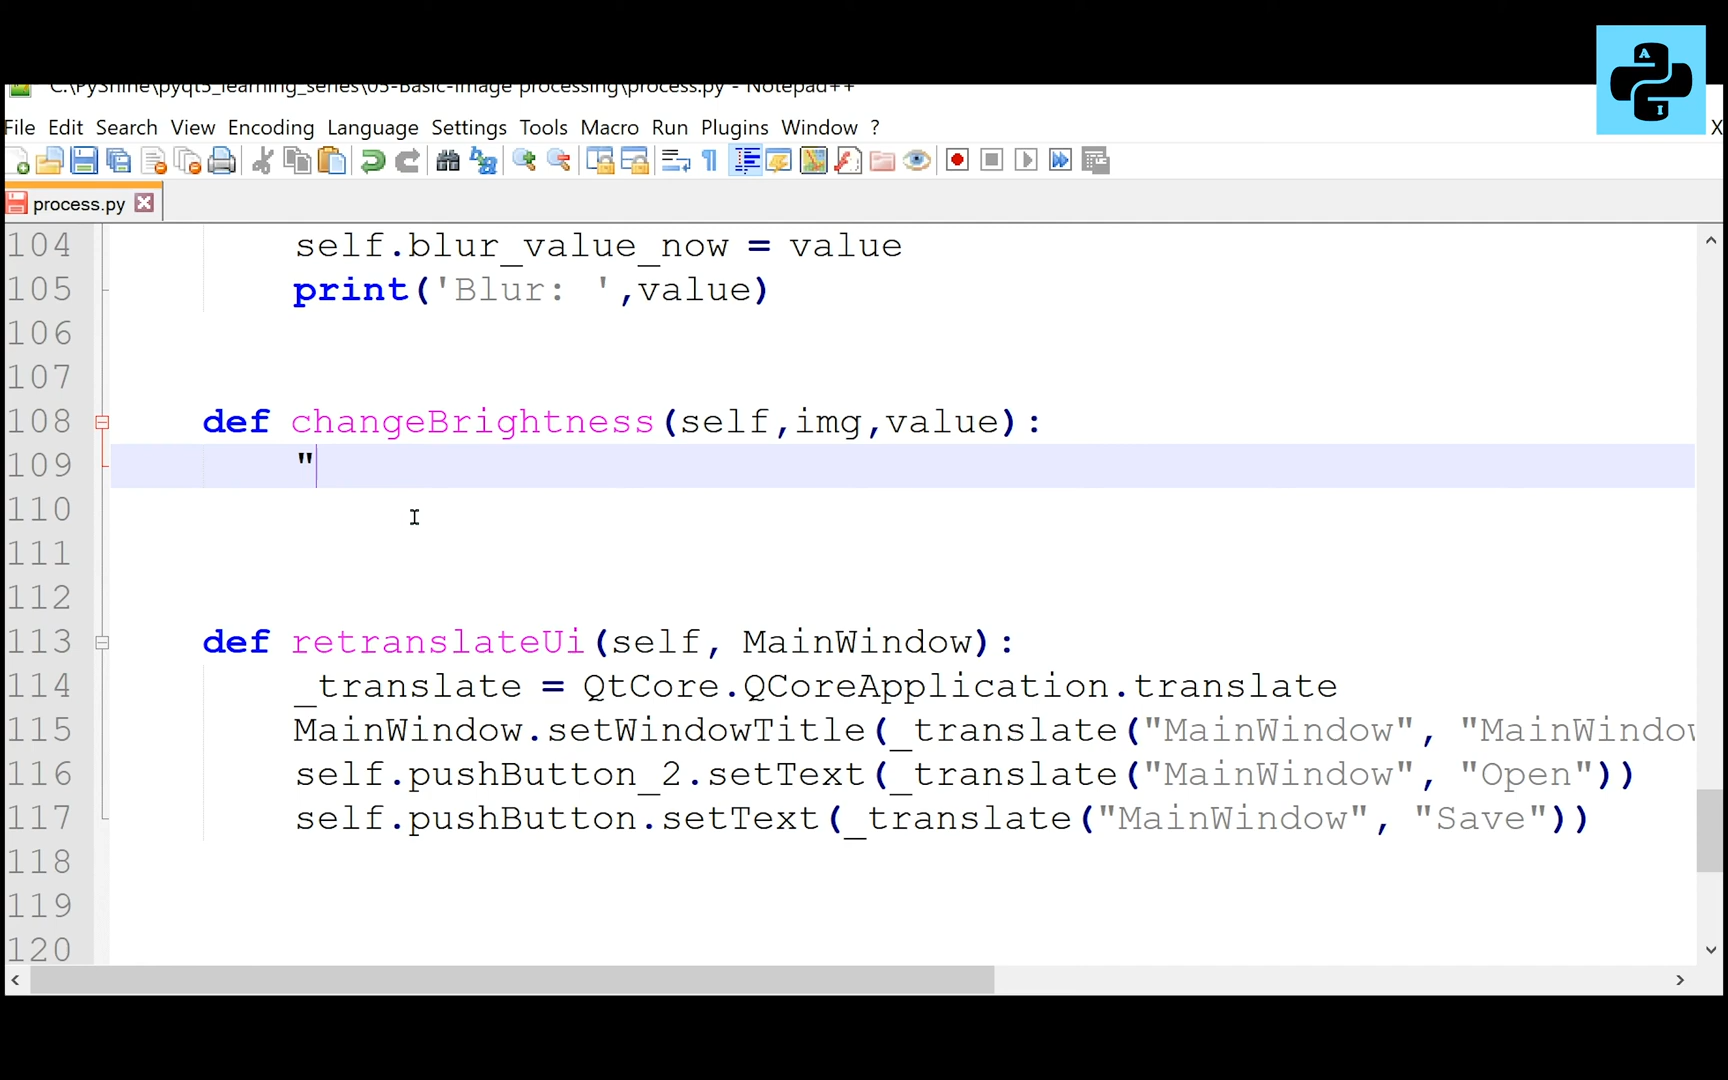 A
I
C:\PyShine\pyqt5_learning_series\05-Basic-image processing\process.py - Notepad++
File Edit Search View Encoding Language Settings Tools Macro Run Plugins Window ? X
process.py
104 self.blur_value_now = value
105 print('Blur: ',value)
106
107
108 def changeBrightness(self,img,value):
109 "
110
111
112
113 def retranslateUi(self, MainWindow):
114 _translate = QtCore.QCoreApplication.translate
115 MainWindow.setWindowTitle(_translate("MainWindow", "MainWindow
116 self.pushButton_2.setText(_translate("MainWindow", "Open"))
117 self.pushButton.setText(_translate("MainWindow", "Save"))
118
119
120